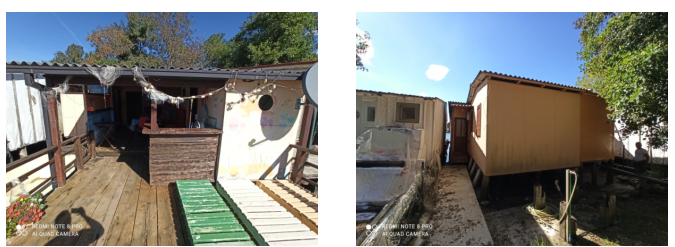 REDMI NOTE 8 PRO
AI QUAD CAMERA
REDMI NOTE 8 PRO
AI QUAD CAMERA